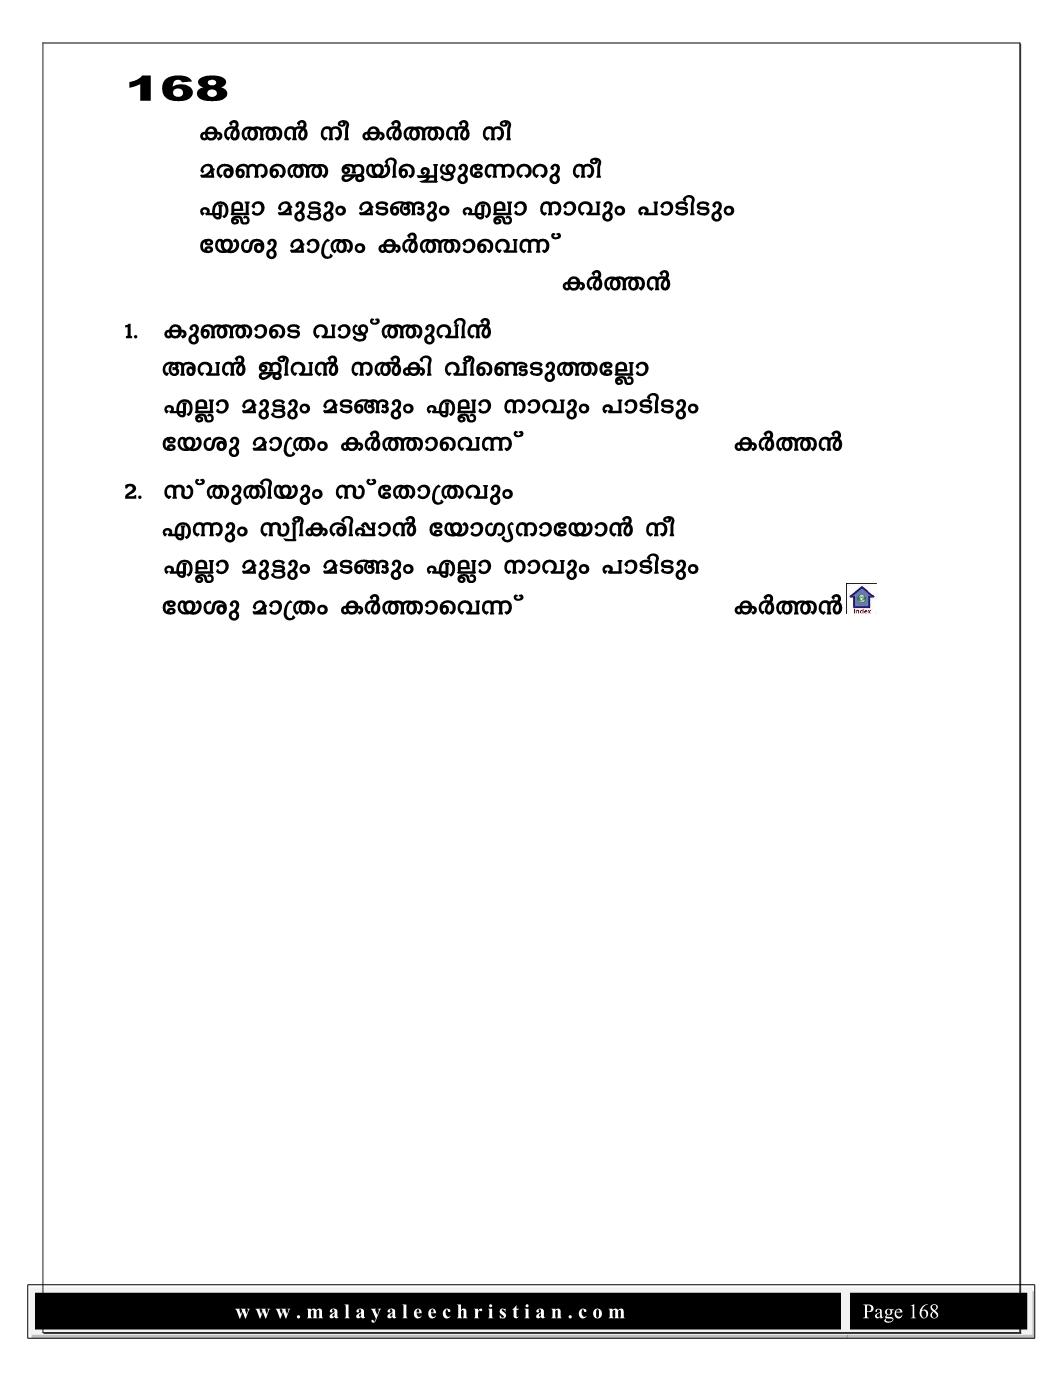 168
കർത്തൻ നീ കർത്തൻ നീ
മരണത്തെ ജയിച്ചെഴുന്നേററു നീ
എല്ലാ മുട്ടും മടങ്ങും എല്ലാ നാവും പാടിടും
യേശു മാത്രം കർത്താവെന്ന്
കർത്തൻ
1. കുഞ്ഞാടെ വാഴ്ത്തുവിൻ
അവൻ ജീവൻ നൽകി വീണ്ടെടുത്തല്ലോ
എല്ലാ മുട്ടും മടങ്ങും എല്ലാ നാവും പാടിടും
യേശു മാത്രം കർത്താവെന്ന് കർത്തൻ
2. സ്തുതിയും സ്തോത്രവും
എന്നും സ്വീകരിപ്പാൻ യോഗ്യനായോൻ നീ
എല്ലാ മുട്ടും മടങ്ങും എല്ലാ നാവും പാടിടും
യേശു മാത്രം കർത്താവെന്ന് കർത്തൻ
Index
www.malayaleechristian.com Page 168